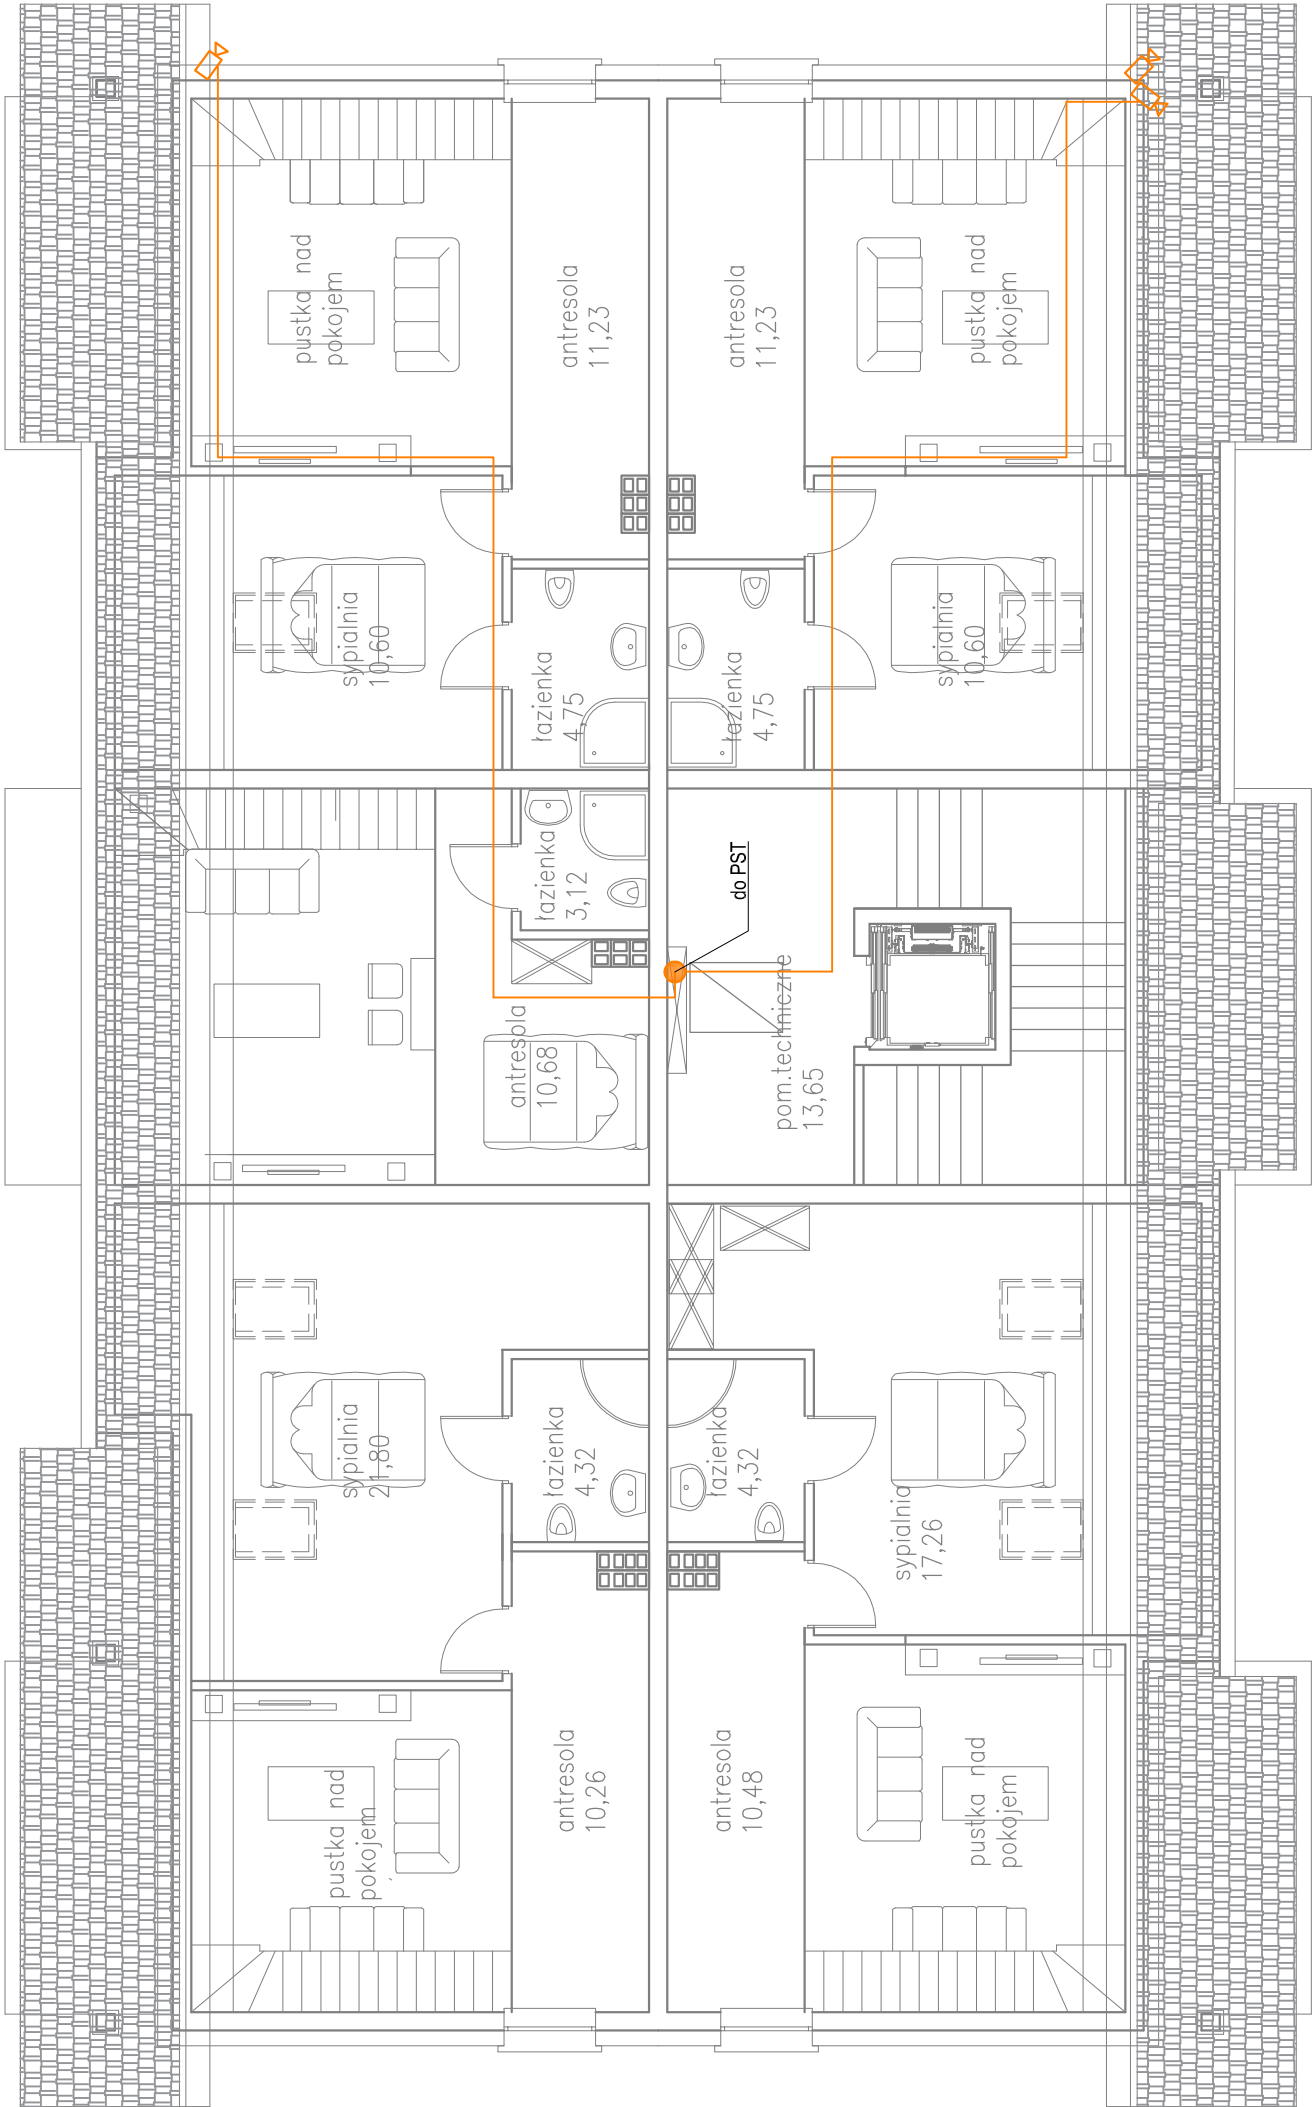 pustka nad
pokojem
antresola
11,23
antresola
11,23
pustka nad
pokojem
sypialnia
10,60
łazienka
4,75
łazienka
4,75
sypialnia
10,60
łazienka
3,12
do PST
antresola
10,68
pom.techniczne
13,65
sypialnia
21,80
łazienka
4,32
łazienka
4,32
sypialnia
17,26
pustka nad
pokojem
antresola
10,26
antresola
10,48
pustka nad
pokojem